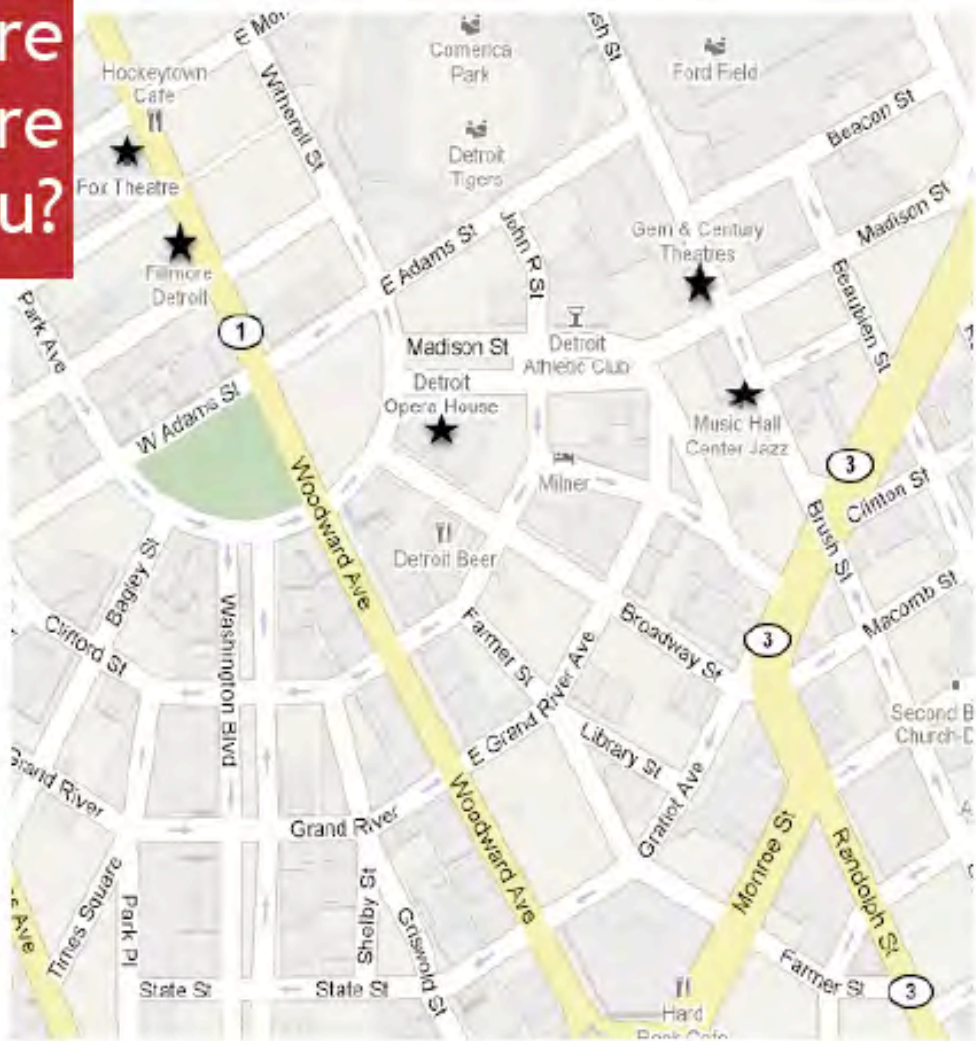 re
re
u?
E Mo
Hockeytown
Cafe
Fox Theatre
Fillmore
Detroit
Witherell St
Comerica
Park
Detroit
Tigers
sh St
Ford Field
Beacon St
Madison St
Gem & Century
Theatres
E Adams St
John R St
Beaubien St
Park Ave
1
Madison St
Detroit
Athletic Club
Detroit
Opera House
W Adams St
Music Hall
Center Jazz
3
Clinton St
Milner
Woodward Ave
Detroit Beer
Brush St
Bagley St
Clifford St
Washington Blvd
Farmer St
Broadway St
3
Macomb St
E Grand River Ave
Library St
Second B
Church-D
Grand River
Grand River
Gratiot Ave
Woodward Ave
Monroe St
Randolph St
Times Square
Park Pl
Shelby St
Griswold St
s Ave
State St
State St
Farmer St
3
Hard